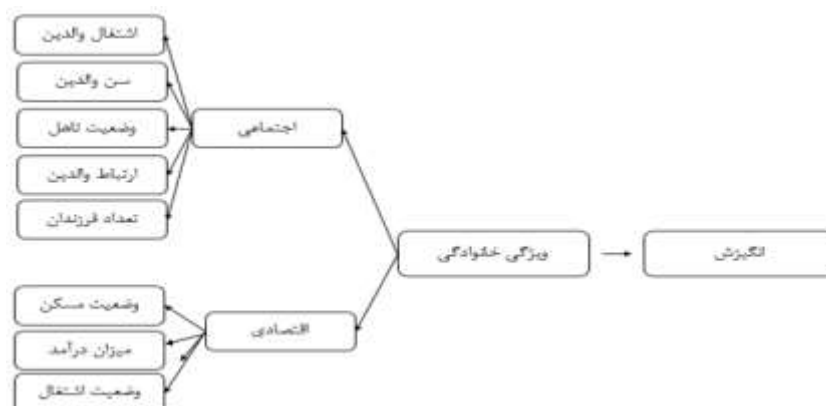 انگیزش
ویژگی خانوادگی
اجتماعی
اشتغال والدین
سن والدین
وضعیت تاهل
ارتباط والدین
تعداد فرزندان
اقتصادی
وضعیت مسکن
میزان درآمد
وضعیت اشتغال